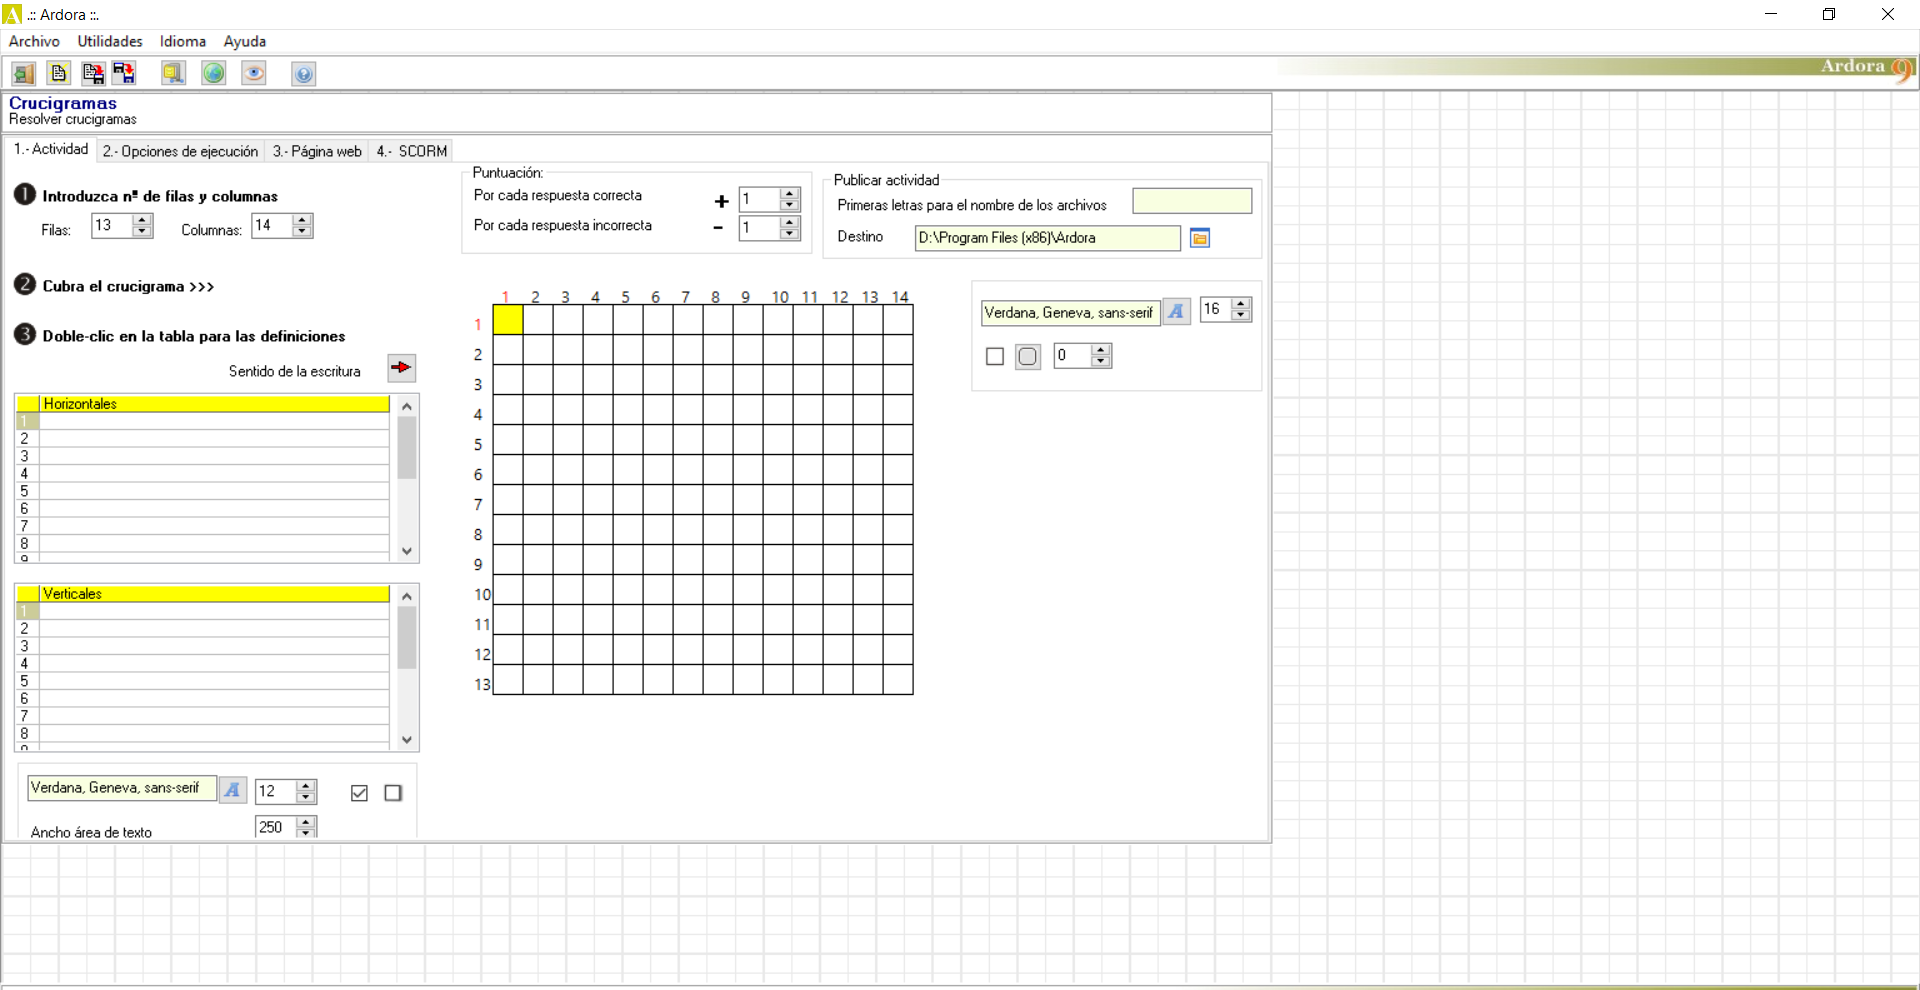 .:: Ardora ::.
Archivo Utilidades Idioma Ayuda
Ardora 9
Crucigramas
Resolver crucigramas
1.- Actividad 2.- Opciones de ejecución 3.- Página web 4.- SCORM
1 Introduzca nº de filas y columnas
Filas: 13 Columnas: 14
Puntuación:
Por cada respuesta correcta + 1
Por cada respuesta incorrecta - 1
Publicar actividad
Primeras letras para el nombre de los archivos
Destino D:\Program Files (x86)\Ardora
2 Cubra el crucigrama >>>
3 Doble-clic en la tabla para las definiciones
Sentido de la escritura
Horizontales
1
2
3
4
5
6
7
8
9
Verticales
1
2
3
4
5
6
7
8
9
Verdana, Geneva, sans-serif A 12
Ancho área de texto 250
1 2 3 4 5 6 7 8 9 10 11 12 13 14
1
2
3
4
5
6
7
8
9
10
11
12
13
Verdana, Geneva, sans-serif A 16
0